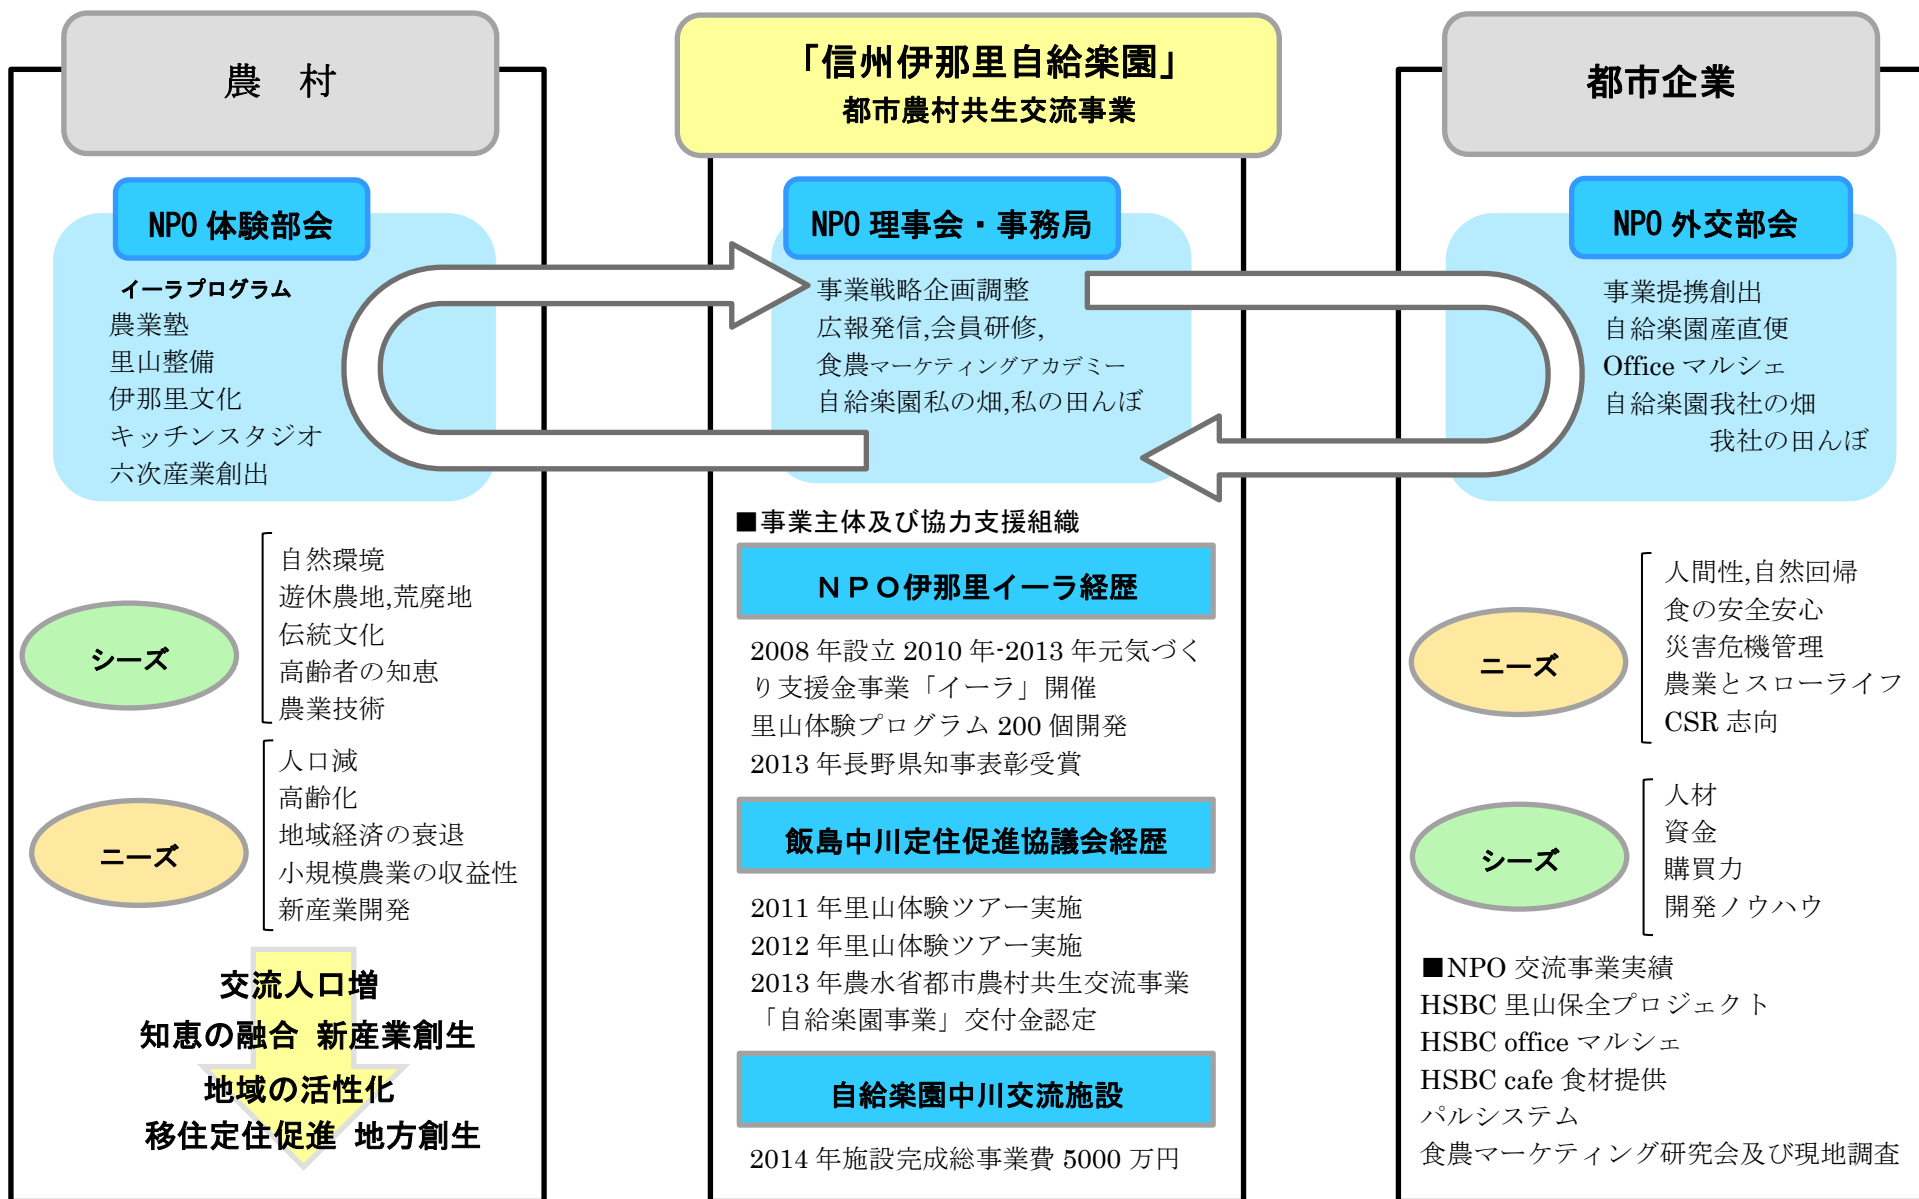 農　村
NPO 体験部会
イーラプログラム
農業塾
里山整備
伊那里文化
キッチンスタジオ
六次産業創出
シーズ
自然環境
遊休農地,荒廃地
伝統文化
高齢者の知恵
農業技術
ニーズ
人口減
高齢化
地域経済の衰退
小規模農業の収益性
新産業開発
交流人口増
知恵の融合 新産業創生
地域の活性化
移住定住促進 地方創生
「信州伊那里自給楽園」
都市農村共生交流事業
NPO 理事会・事務局
事業戦略企画調整
広報発信,会員研修,
食農マーケティングアカデミー
自給楽園私の畑,私の田んぼ
■事業主体及び協力支援組織
ＮＰＯ伊那里イーラ経歴
2008 年設立 2010 年-2013 年元気づく
り支援金事業「イーラ」開催
里山体験プログラム 200 個開発
2013 年長野県知事表彰受賞
飯島中川定住促進協議会経歴
2011 年里山体験ツアー実施
2012 年里山体験ツアー実施
2013 年農水省都市農村共生交流事業
「自給楽園事業」交付金認定
自給楽園中川交流施設
2014 年施設完成総事業費 5000 万円
都市企業
NPO 外交部会
事業提携創出
自給楽園産直便
Office マルシェ
自給楽園我社の畑
我社の田んぼ
ニーズ
人間性,自然回帰
食の安全安心
災害危機管理
農業とスローライフ
CSR 志向
シーズ
人材
資金
購買力
開発ノウハウ
■NPO 交流事業実績
HSBC 里山保全プロジェクト
HSBC office マルシェ
HSBC cafe 食材提供
パルシステム
食農マーケティング研究会及び現地調査